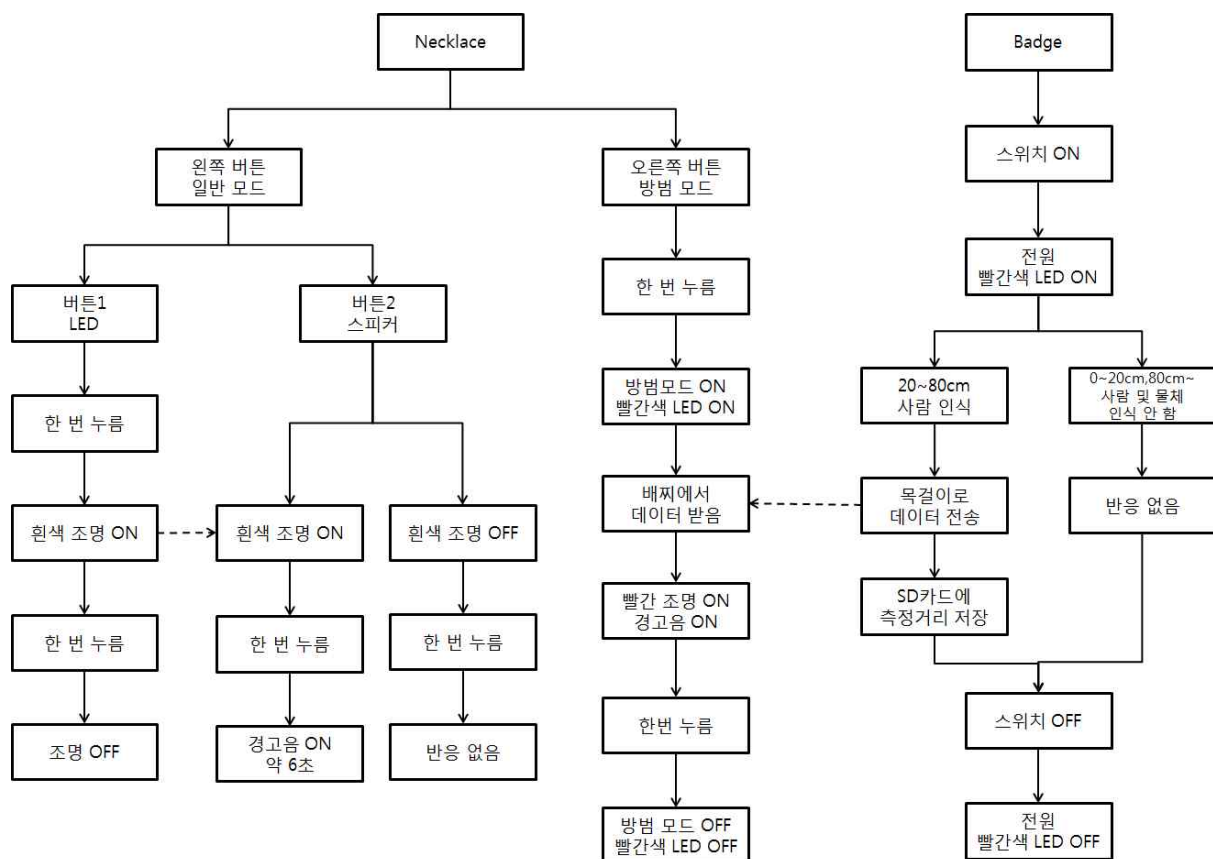 Necklace
왼쪽 버튼
일반 모드
버튼1
LED
한 번 누름
흰색 조명 ON
한 번 누름
조명 OFF
버튼2
스피커
흰색 조명 ON
한 번 누름
경고음 ON
약 6초
흰색 조명 OFF
한 번 누름
반응 없음
오른쪽 버튼
방범 모드
한 번 누름
방범모드 ON
빨간색 LED ON
배찌에서
데이터 받음
빨간 조명 ON
경고음 ON
한번 누름
방범 모드 OFF
빨간색 LED OFF
Badge
스위치 ON
전원
빨간색 LED ON
20~80cm
사람 인식
목걸이로
데이터 전송
SD카드에
측정거리 저장
0~20cm,80cm~
사람 및 물체
인식 안 함
반응 없음
스위치 OFF
전원
빨간색 LED OFF